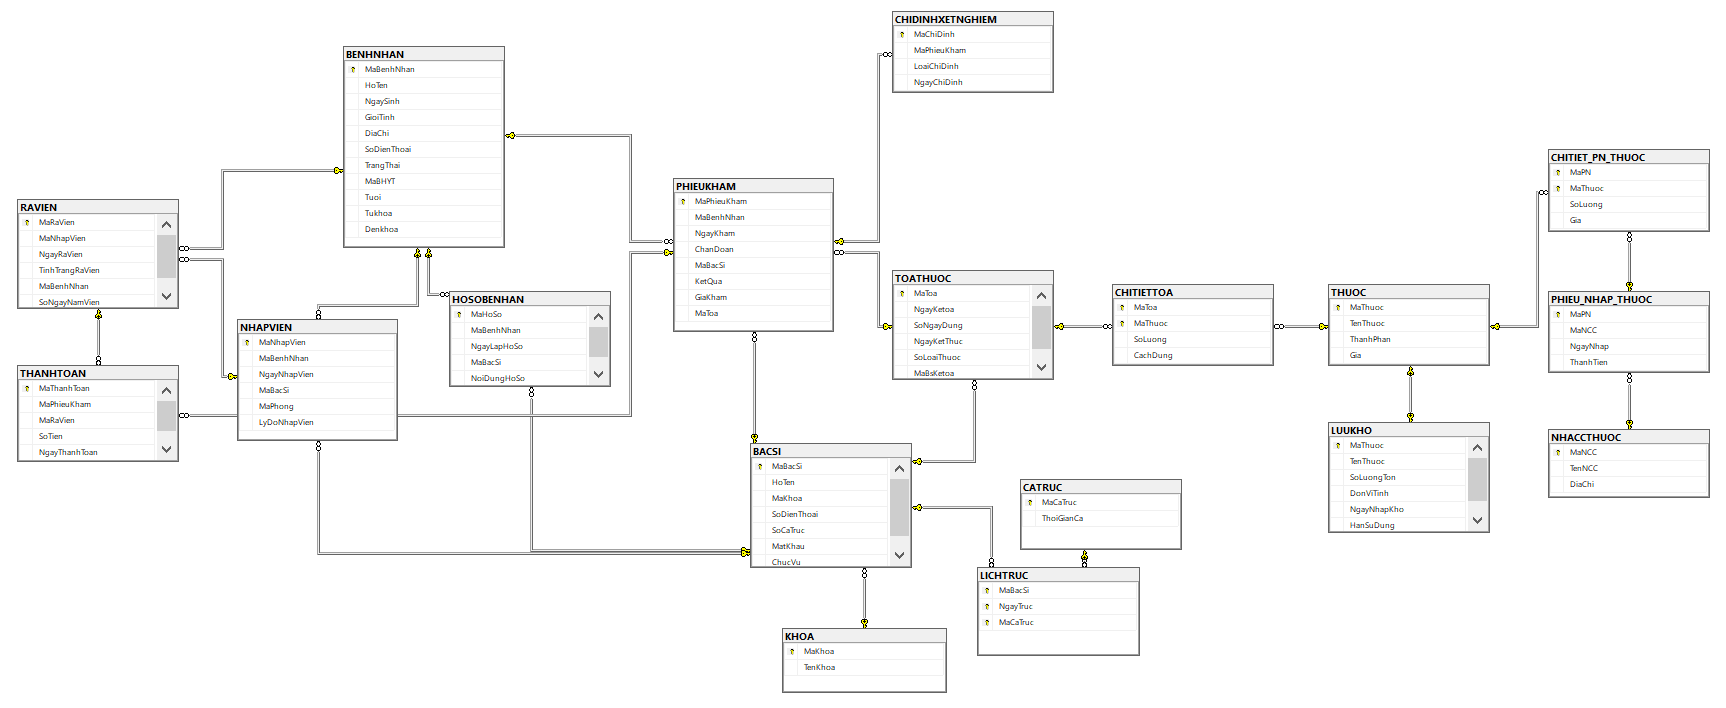 CHIDINHXETNGHIEM
MaChiDinh
MaPhieuKham
LoaiChiDinh
NgayChiDinh
BENHNHAN
MaBenhNhan
HoTen
NgaySinh
GioiTinh
DiaChi
SoDienThoai
TrangThai
MaBHYT
Tuoi
Tukhoa
Denkhoa
CHITIET_PN_THUOC
MaPN
MaThuoc
SoLuong
Gia
PHIEUKHAM
MaPhieuKham
MaBenhNhan
NgayKham
ChanDoan
MaBacSi
KetQua
GiaKham
MaToa
RAVIEN
MaRaVien
MaNhapVien
NgayRaVien
TinhTrangRaVien
MaBenhNhan
SoNgayNamVien
TOATHUOC
MaToa
NgayKetoa
SoNgayDung
NgayKetThuc
SoLoaiThuoc
MaBsKetoa
CHITIETTOA
MaToa
MaThuoc
SoLuong
CachDung
THUOC
MaThuoc
TenThuoc
ThanhPhan
Gia
PHIEU_NHAP_THUOC
MaPN
MaNCC
NgayNhap
ThanhTien
HOSOBENHAN
MaHoSo
MaBenhNhan
NgayLapHoSo
MaBacSi
NoiDungHoSo
NHAPVIEN
MaNhapVien
MaBenhNhan
NgayNhapVien
MaBacSi
MaPhong
LyDoNhapVien
THANHTOAN
MaThanhToan
MaPhieuKham
MaRaVien
SoTien
NgayThanhToan
LUUKHO
MaThuoc
TenThuoc
SoLuongTon
DonViTinh
NgayNhapKho
HanSuDung
NHACCTHUOC
MaNCC
TenNCC
DiaChi
BACSI
MaBacSi
HoTen
MaKhoa
SoDienThoai
SoCaTruc
MatKhau
ChucVu
CATRUC
MaCaTruc
ThoiGianCa
LICHTRUC
MaBacSi
NgayTruc
MaCaTruc
KHOA
MaKhoa
TenKhoa